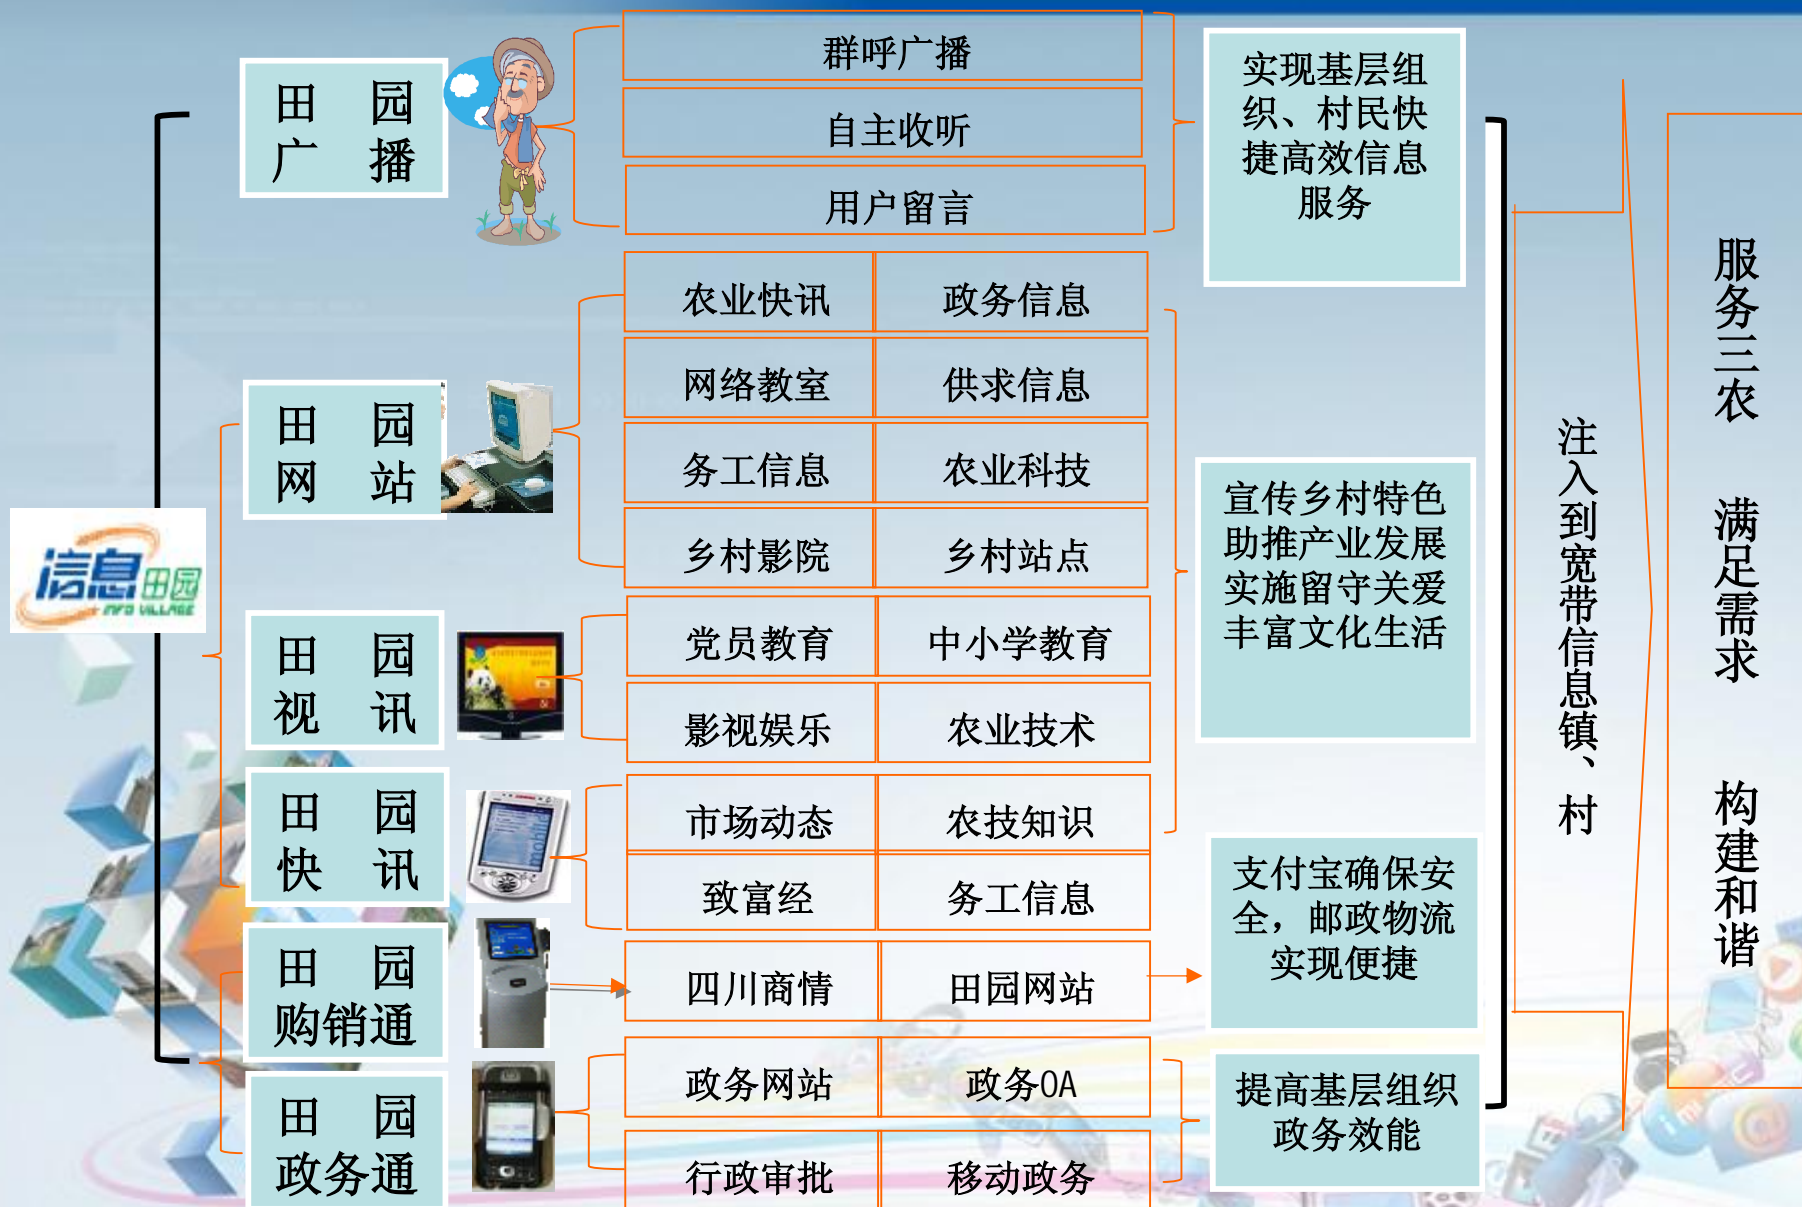 田 园
广 播
群呼广播
自主收听
用户留言
实现基层组
织、村民快
捷高效信息
服务
田 园
网 站
农业快讯
政务信息
网络教室
供求信息
务工信息
农业科技
乡村影院
乡村站点
宣传乡村特色
助推产业发展
实施留守关爱
丰富文化生活
信息田园
INFO VILLAGE
田 园
视 讯
党员教育
中小学教育
影视娱乐
农业技术
田 园
快 讯
市场动态
农技知识
致富经
务工信息
田 园
购销通
四川商情
田园网站
支付宝确保安
全，邮政物流
实现便捷
田 园
政务通
政务网站
政务OA
行政审批
移动政务
提高基层组织
政务效能
注入到宽带信息镇、村
服务三农 满足需求 构建和谐